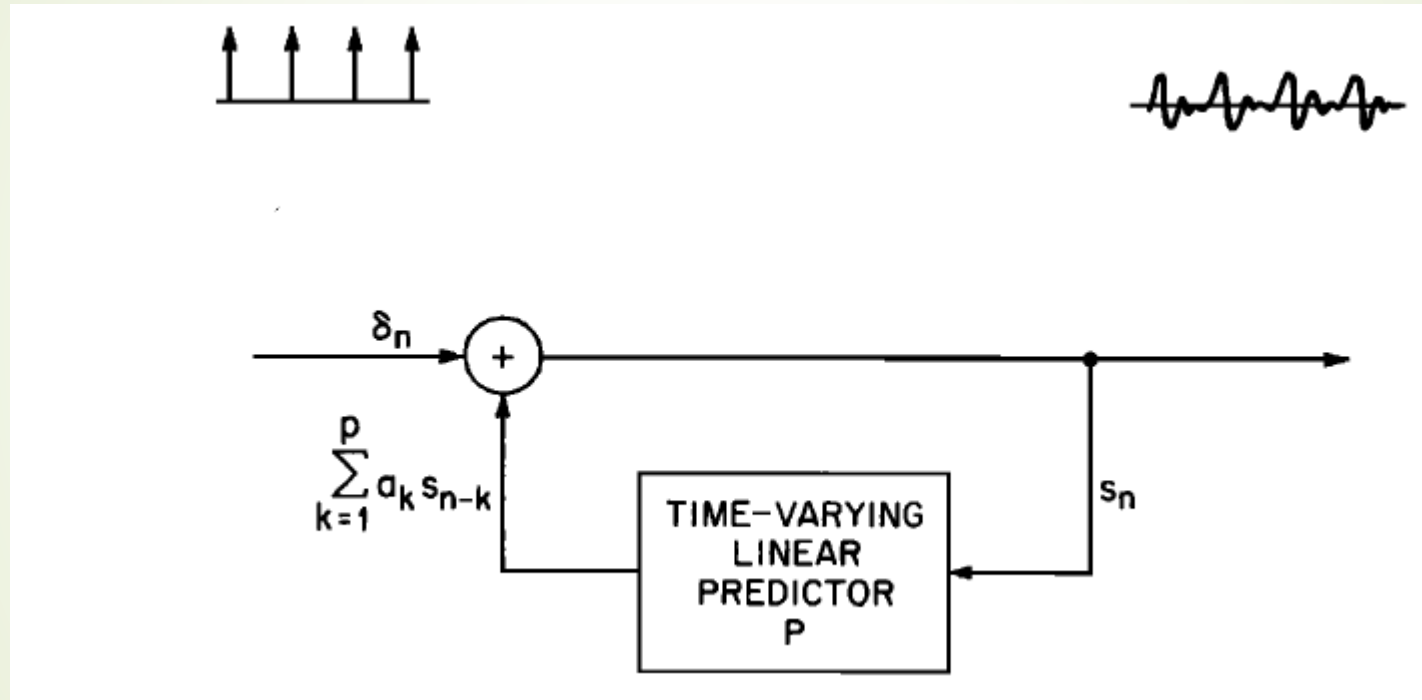 δn
+
p
∑ ak sn-k
k=1
sn
TIME-VARYING
LINEAR
PREDICTOR
P